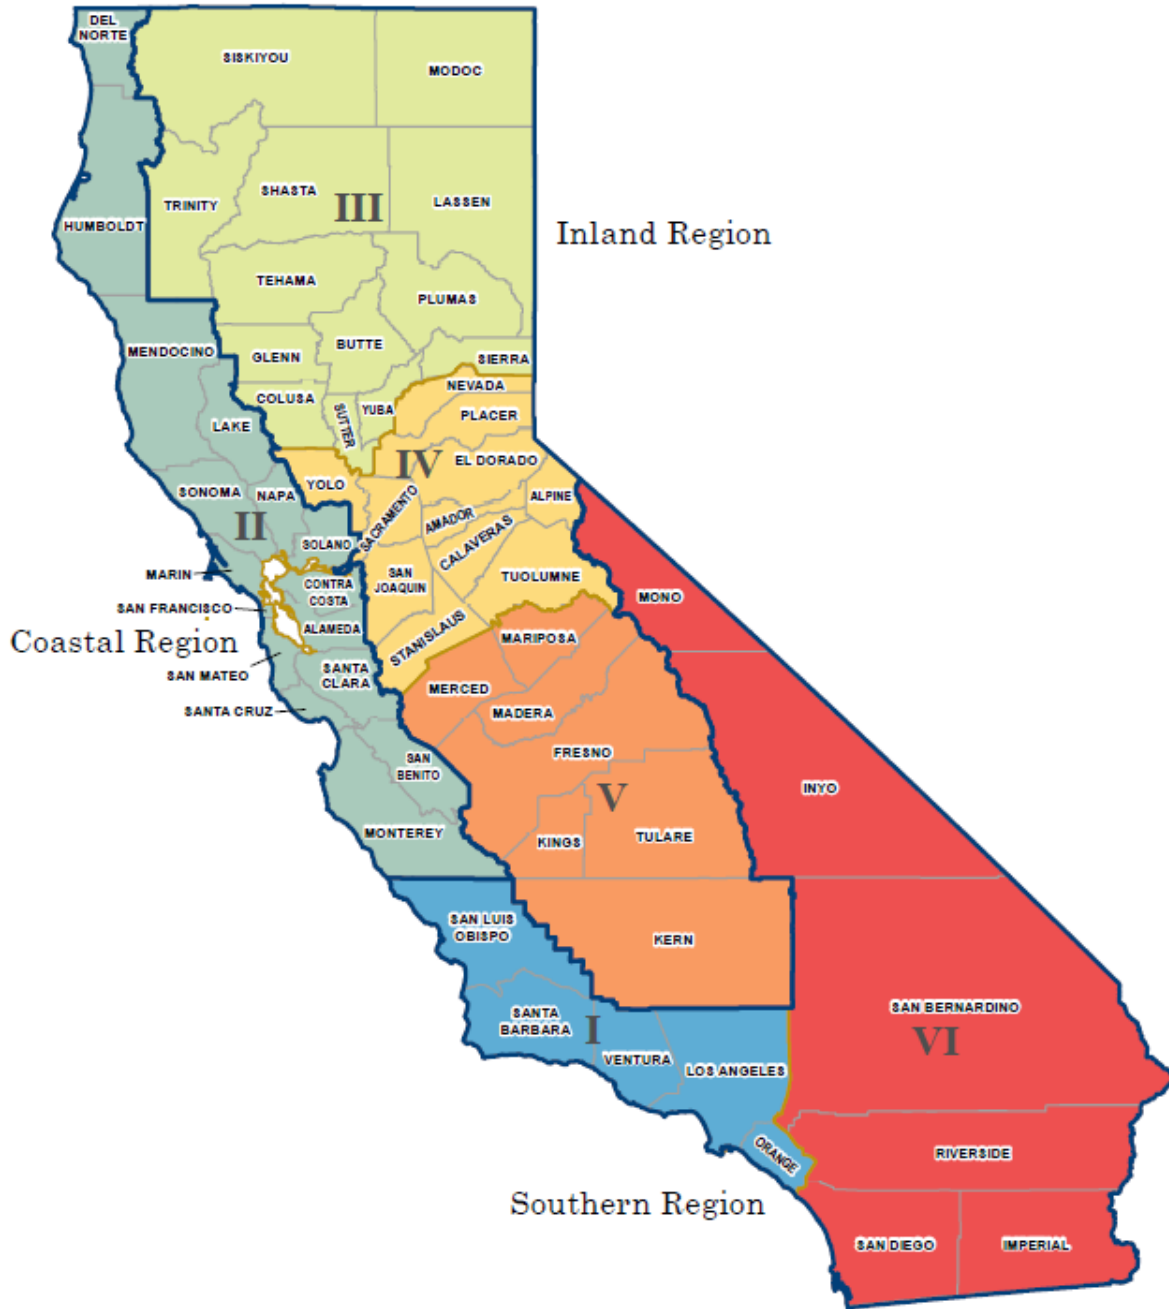 DEL
NORTE
SISKIYOU
MODOC
TRINITY
SHASTA
III
LASSEN
HUMBOLDT
Inland Region
TEHAMA
PLUMAS
MENDOCINO
GLENN
BUTTE
SIERRA
NEVADA
COLUSA
SUTTER
YUBA
PLACER
LAKE
IV
EL DORADO
YOLO
SONOMA
NAPA
ALPINE
II
SACRAMENTO
AMADOR
CALAVERAS
SOLANO
MARIN
CONTRA
COSTA
SAN
JOAQUIN
TUOLUMNE
MONO
SAN FRANCISCO
ALAMEDA
STANISLAUS
MARIPOSA
Coastal Region
SAN MATEO
SANTA
CLARA
MERCED
SANTA CRUZ
MADERA
FRESNO
SAN
BENITO
INYO
V
MONTEREY
KINGS
TULARE
SAN LUIS
OBISPO
KERN
SANTA
BARBARA
I
SAN BERNARDINO
VI
VENTURA
LOS ANGELES
ORANGE
RIVERSIDE
Southern Region
SAN DIEGO
IMPERIAL